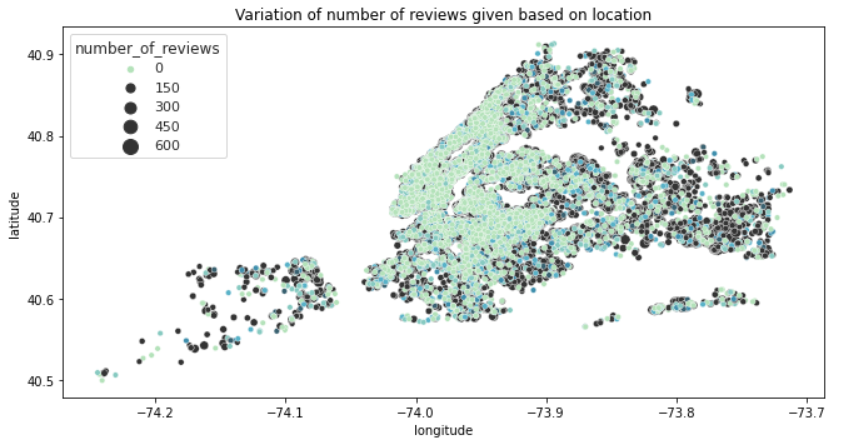 Variation of number of reviews given based on location
number_of_reviews
0
150
300
450
600
latitude
40.9
40.8
40.7
40.6
40.5
−74.2 −74.1 −74.0 −73.9 −73.8 −73.7
longitude